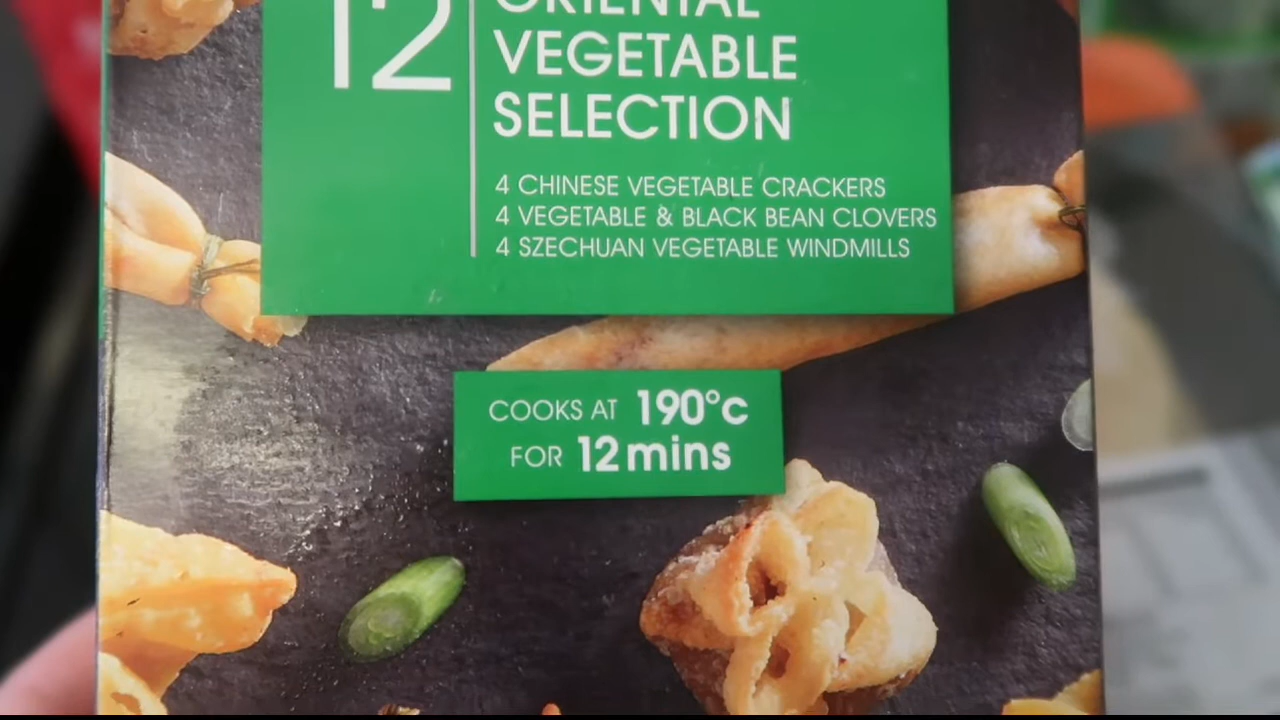 12
ORIENTAL
VEGETABLE
SELECTION
4 CHINESE VEGETABLE CRACKERS
4 VEGETABLE & BLACK BEAN CLOVERS
4 SZECHUAN VEGETABLE WINDMILLS
COOKS AT 190°c
FOR 12 mins